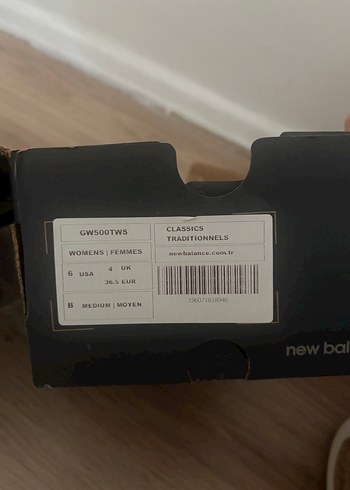 GW500TWS
WOMENS | FEMMES
6 USA 4 UK
36.5 EUR
B MEDIUM | MOYEN
CLASSICS
TRADITIONNELS
newbalance.com.tr
new bal